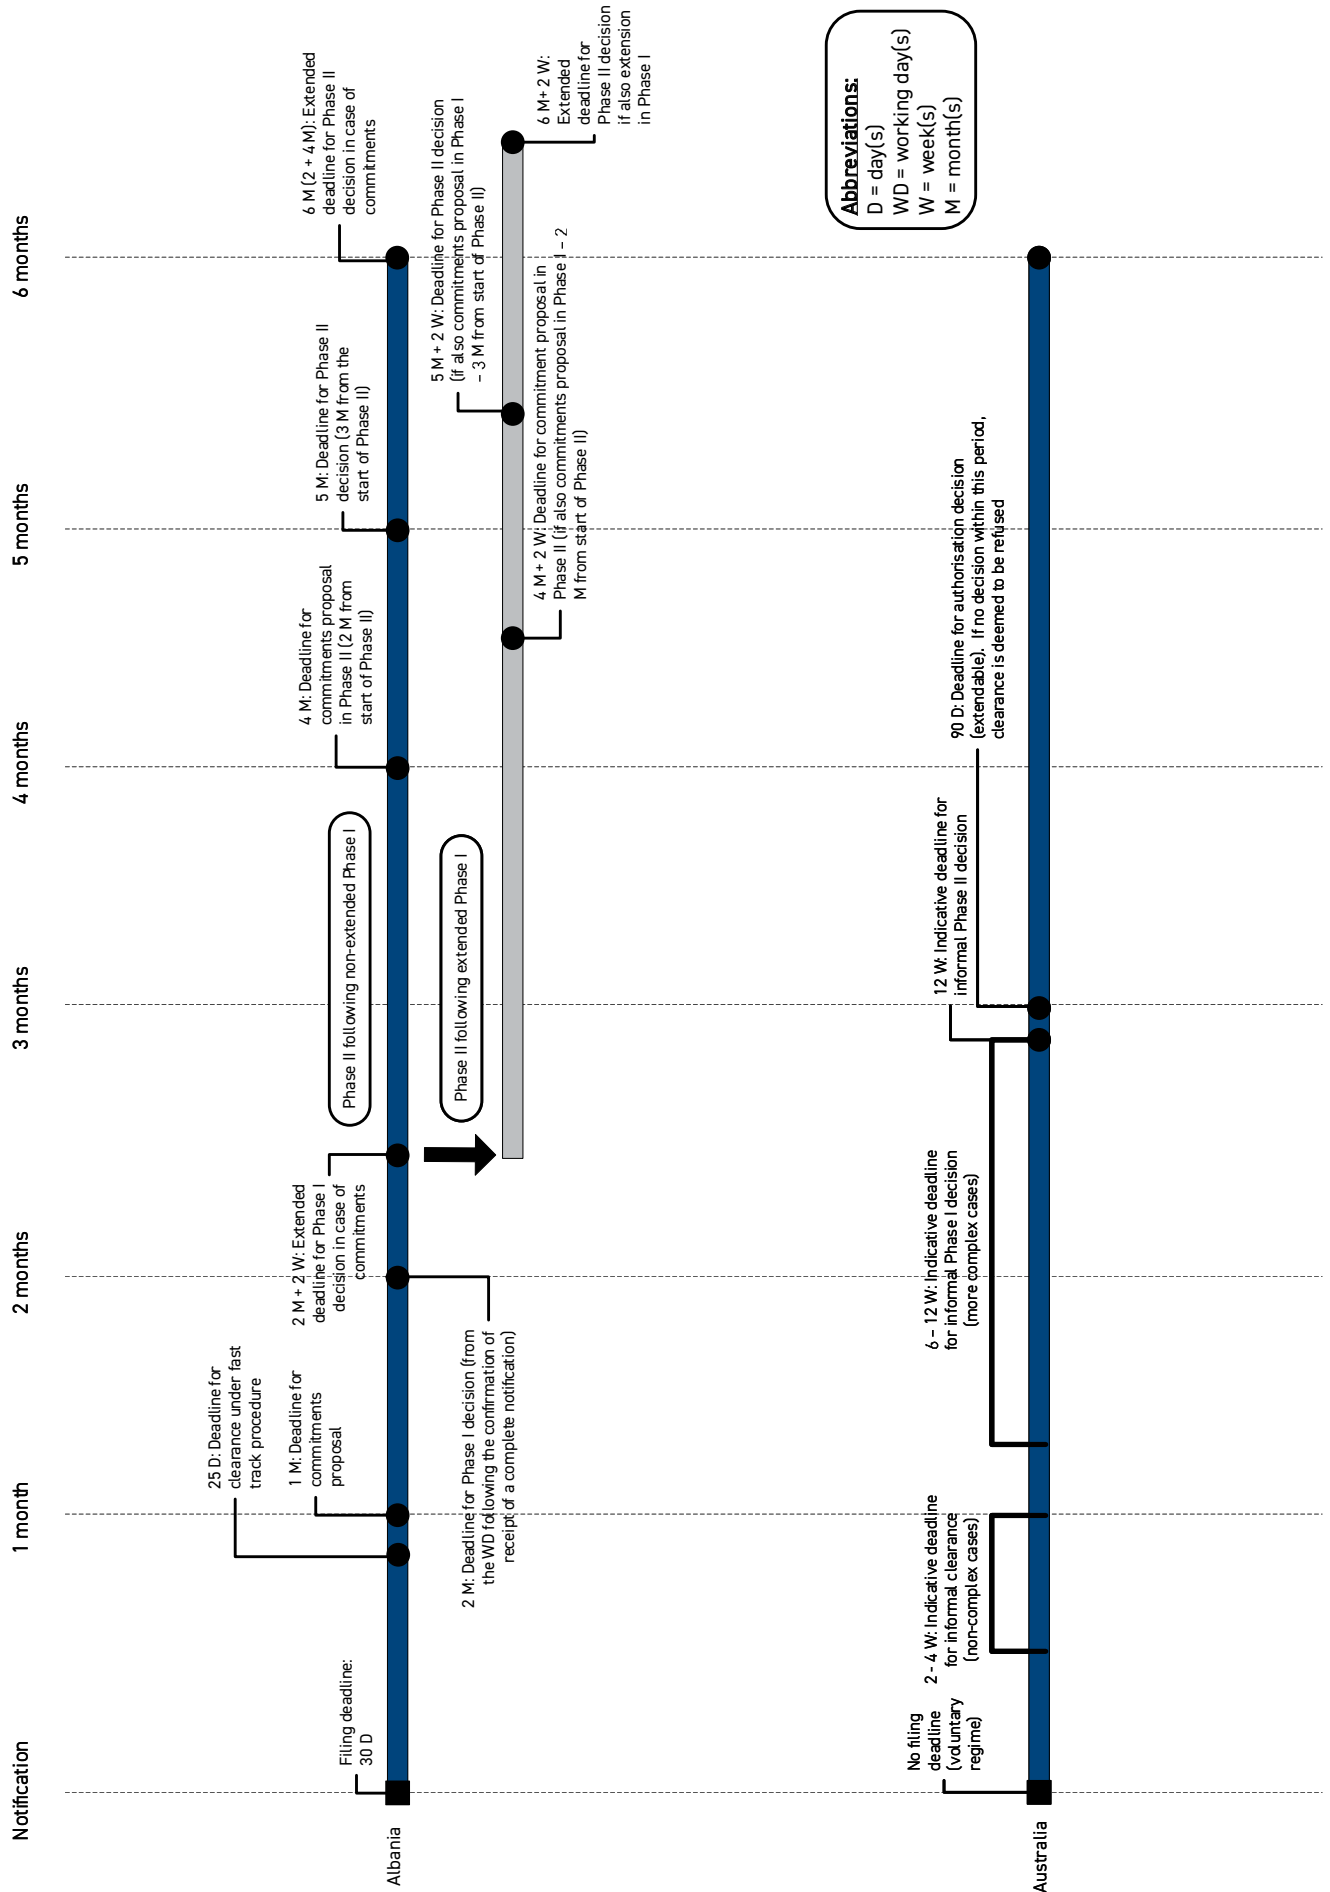 Notification
1 month
2 months
3 months
4 months
5 months
6 months
Albania
Filing deadline:
30 D
25 D: Deadline for
clearance under fast
track procedure
1 M: Deadline for
commitments
proposal
2 M: Deadline for Phase I decision (from
the WD following the confirmation of
receipt of a complete notification)
2 M + 2 W: Extended
deadline for Phase I
decision in case of
commitments
Phase II following non-extended Phase I
Phase II following extended Phase I
4 M: Deadline for
commitments proposal
in Phase II (2 M from
start of Phase II)
5 M: Deadline for Phase II
decision (3 M from the
start of Phase II)
6 M (2 + 4 M): Extended
deadline for Phase II
decision in case of
commitments
4 M + 2 W: Deadline for commitment proposal in
Phase II (if also commitments proposal in Phase I – 2
M from start of Phase II)
5 M + 2 W: Deadline for Phase II decision
(if also commitments proposal in Phase I
– 3 M from start of Phase II)
6 M+ 2 W:
Extended
deadline for
Phase II decision
if also extension
in Phase I
Australia
No filing
deadline
(voluntary
regime)
2 - 4 W: Indicative deadline
for informal clearance
(non-complex cases)
6 – 12 W: Indicative deadline
for informal Phase I decision
(more complex cases)
12 W: Indicative deadline for
informal Phase II decision
90 D: Deadline for authorisation decision
(extendable). If no decision within this period,
clearance is deemed to be refused
Abbreviations:
D = day(s)
WD = working day(s)
W = week(s)
M = month(s)